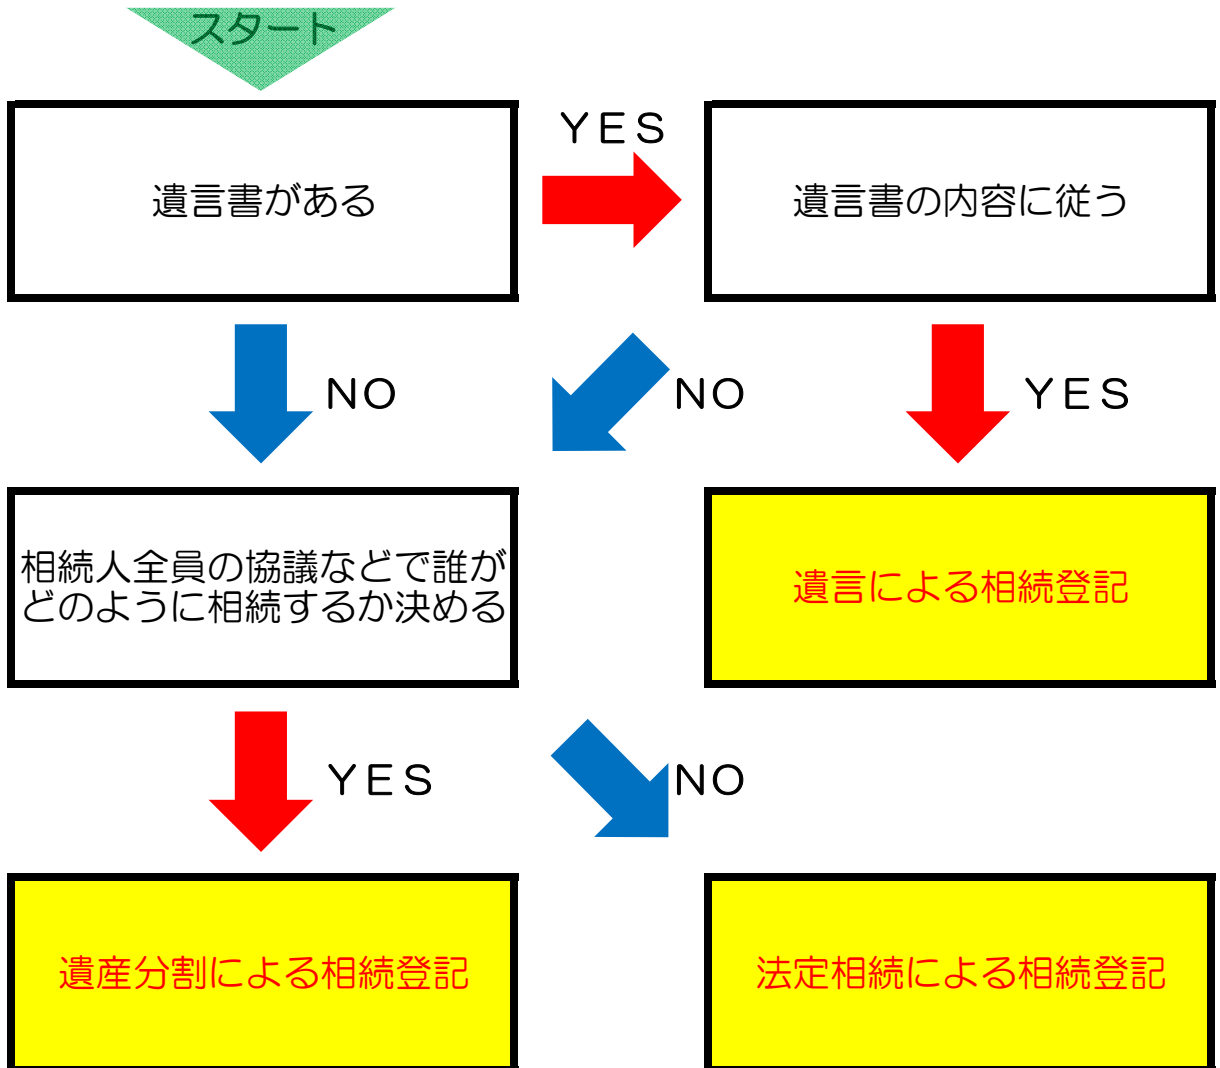 スタート
遺言書がある
YES
遺言書の内容に従う
NO
NO
YES
相続人全員の協議などで誰が
どのように相続するか決める
遺言による相続登記
YES
NO
遺産分割による相続登記
法定相続による相続登記